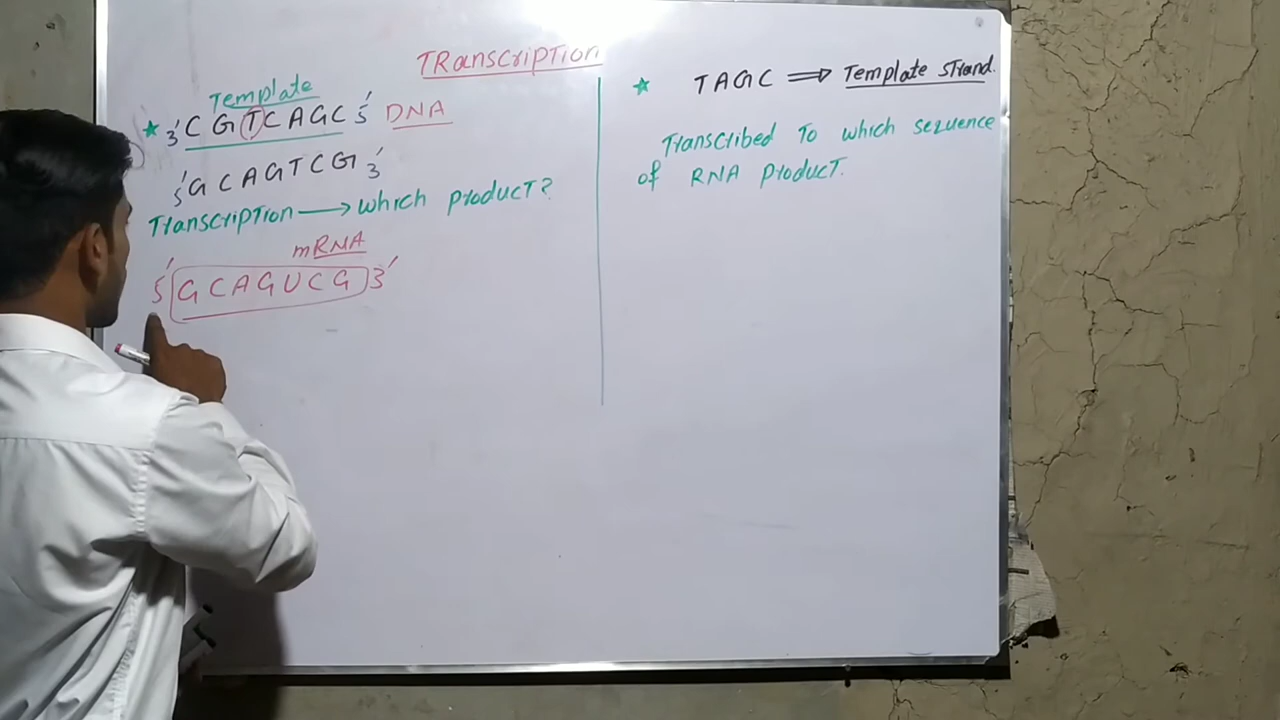 TRanscription
Template
★ 3' C G T C A G C 5' DNA
5' G C A G T C G 3'
Transcription ⟶ which product?
mRNA
5' G C A G U C G 3'
★ TAGC ⟹ Template strand.
Transcribed To which sequence
of RNA product.